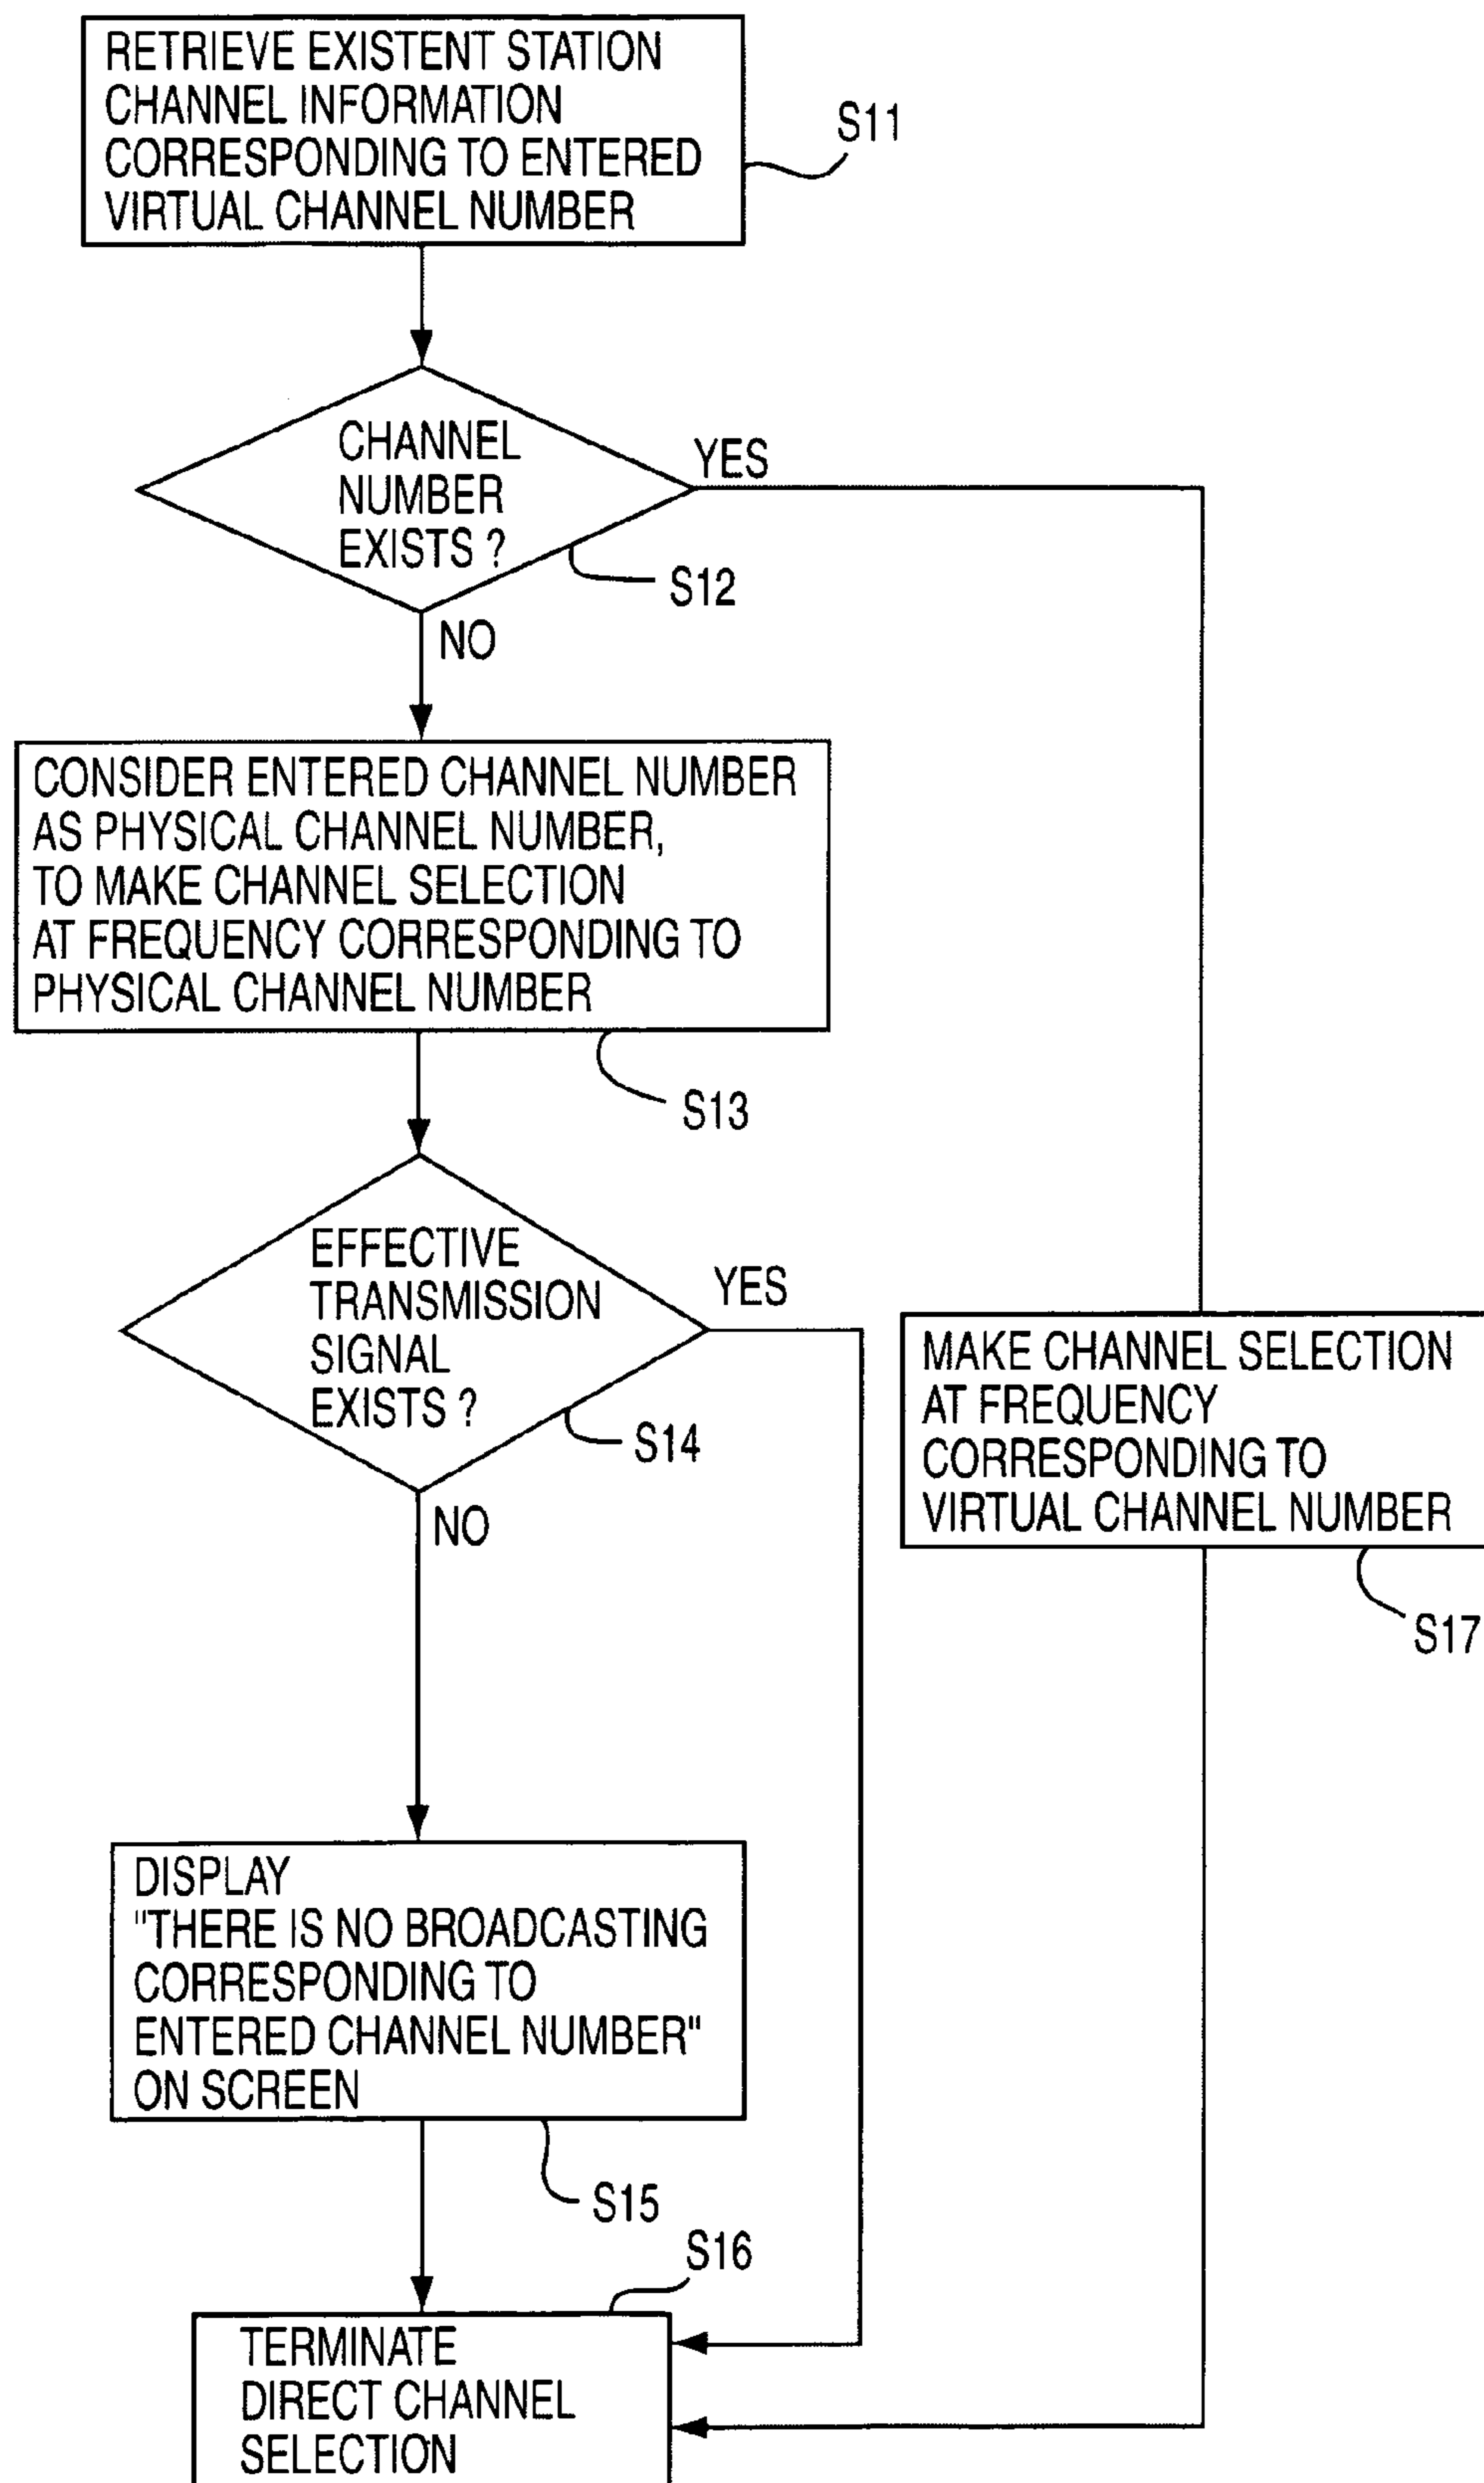 RETRIEVE EXISTENT STATION
CHANNEL INFORMATION
CORRESPONDING TO ENTERED
VIRTUAL CHANNEL NUMBER
S11
CHANNEL
NUMBER
EXISTS ?
YES
S12
NO
CONSIDER ENTERED CHANNEL NUMBER
AS PHYSICAL CHANNEL NUMBER,
TO MAKE CHANNEL SELECTION
AT FREQUENCY CORRESPONDING TO
PHYSICAL CHANNEL NUMBER
S13
EFFECTIVE
TRANSMISSION
SIGNAL
EXISTS ?
YES
S14
NO
MAKE CHANNEL SELECTION
AT FREQUENCY
CORRESPONDING TO
VIRTUAL CHANNEL NUMBER
S17
DISPLAY
"THERE IS NO BROADCASTING
CORRESPONDING TO
ENTERED CHANNEL NUMBER"
ON SCREEN
S15
S16
TERMINATE
DIRECT CHANNEL
SELECTION